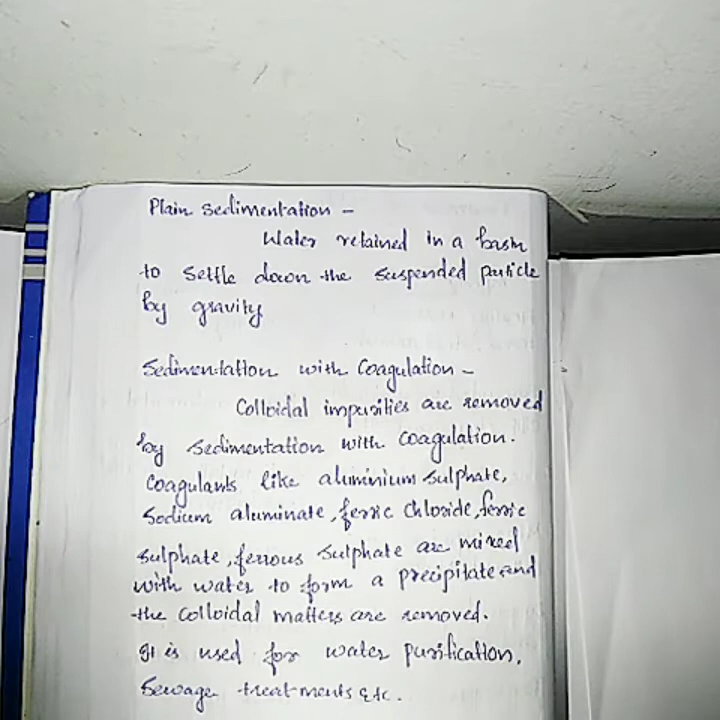 Plain Sedimentation -
Water retained in a basin
to settle down the suspended particle
by gravity
Sedimentation with Coagulation -
Colloidal impurities are removed
by sedimentation with coagulation.
Coagulants like aluminium sulphate,
Sodium aluminate, ferric chloride, ferric
sulphate, ferrous sulphate are mixed
with water to form a precipitate and
the colloidal matters are removed.
It is used for water purification,
Sewage treatments etc.